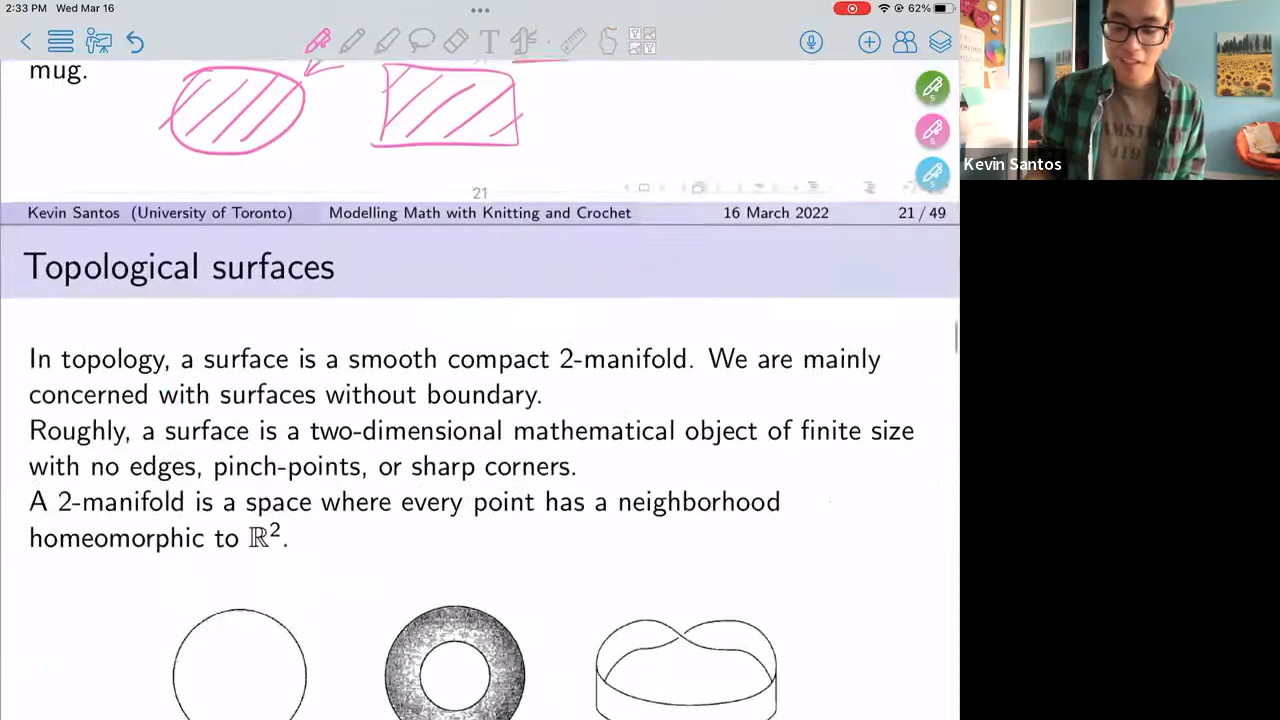 2:33 PM Wed Mar 16
62%
mug.
5
5
5
21
Kevin Santos (University of Toronto) Modelling Math with Knitting and Crochet 16 March 2022 21 / 49
Kevin Santos
Topological surfaces
In topology, a surface is a smooth compact 2-manifold. We are mainly
concerned with surfaces without boundary.
Roughly, a surface is a two-dimensional mathematical object of finite size
with no edges, pinch-points, or sharp corners.
A 2-manifold is a space where every point has a neighborhood
homeomorphic to ℝ².